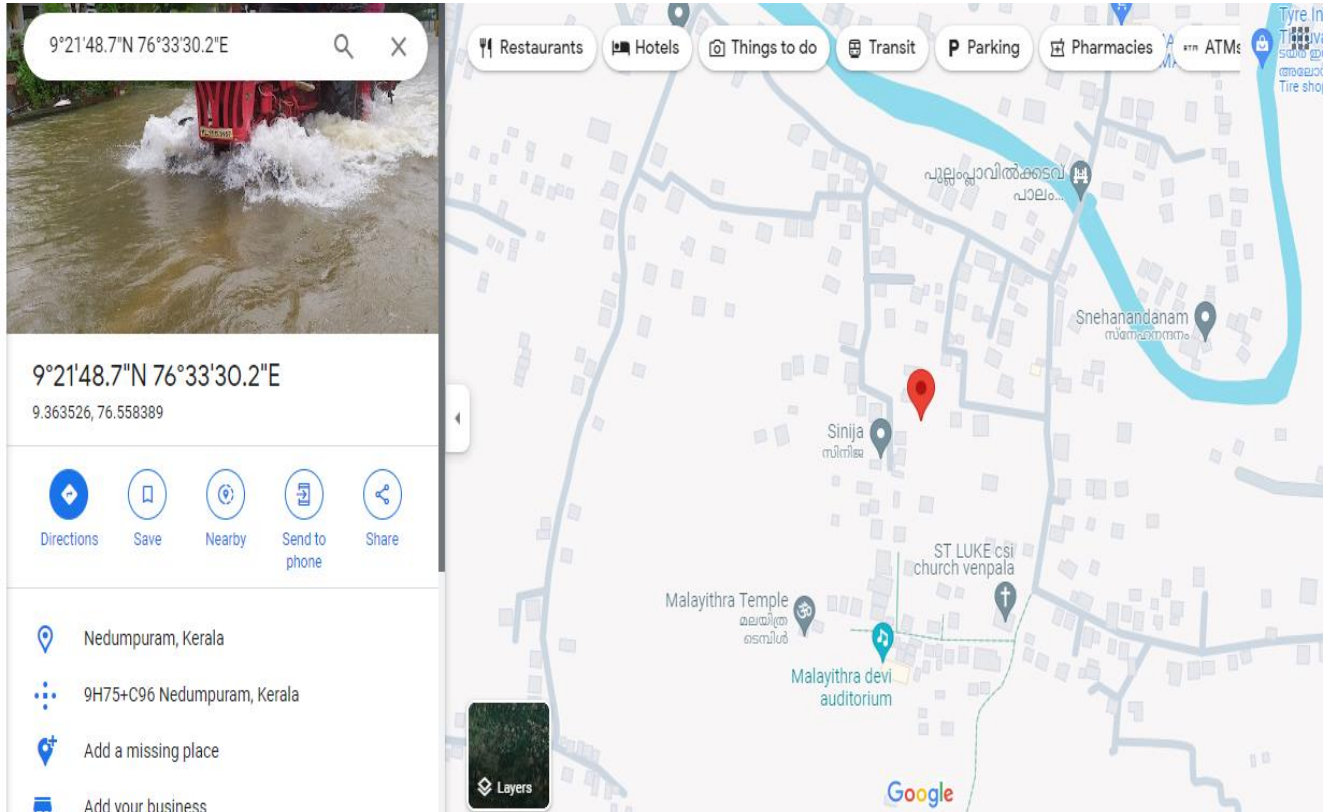 9°21'48.7"N 76°33'30.2"E
9°21'48.7"N 76°33'30.2"E
9.363526, 76.558389
Directions
Save
Nearby
Send to
phone
Share
Nedumpuram, Kerala
9H75+C96 Nedumpuram, Kerala
Add a missing place
Add your business
Restaurants
Hotels
Things to do
Transit
P Parking
Pharmacies
ATMs
Tyre In
Tire shop
പുല്ലംപ്ലാവിൽക്കടവ്
പാലം...
Snehanandanam
സ്നേഹനന്ദനം
Sinija
സിനിജ
ST LUKE csi
church venpala
Malayithra Temple
മലയിത്ര
ടെമ്പിൾ
Malayithra devi
auditorium
Layers
Google